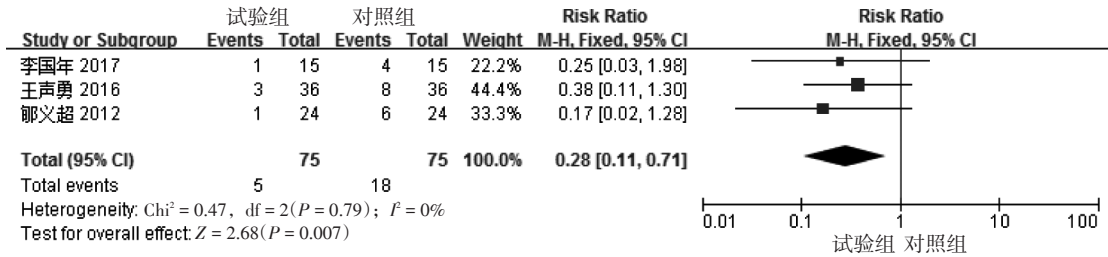 试验组 对照组 Risk Ratio Risk Ratio
Study or Subgroup Events Total Events Total Weight M-H, Fixed, 95% CI M-H, Fixed, 95% CI
李国年 2017 1 15 4 15 22.2% 0.25 [0.03, 1.98]
王声勇 2016 3 36 8 36 44.4% 0.38 [0.11, 1.30]
郇义超 2012 1 24 6 24 33.3% 0.17 [0.02, 1.28]
Total (95% CI) 75 75 100.0% 0.28 [0.11, 0.71]
Total events 5 18
Heterogeneity: Chi² = 0.47, df = 2(P = 0.79); I² = 0%
Test for overall effect: Z = 2.68(P = 0.007)
0.01 0.1 1 10 100
试验组 对照组